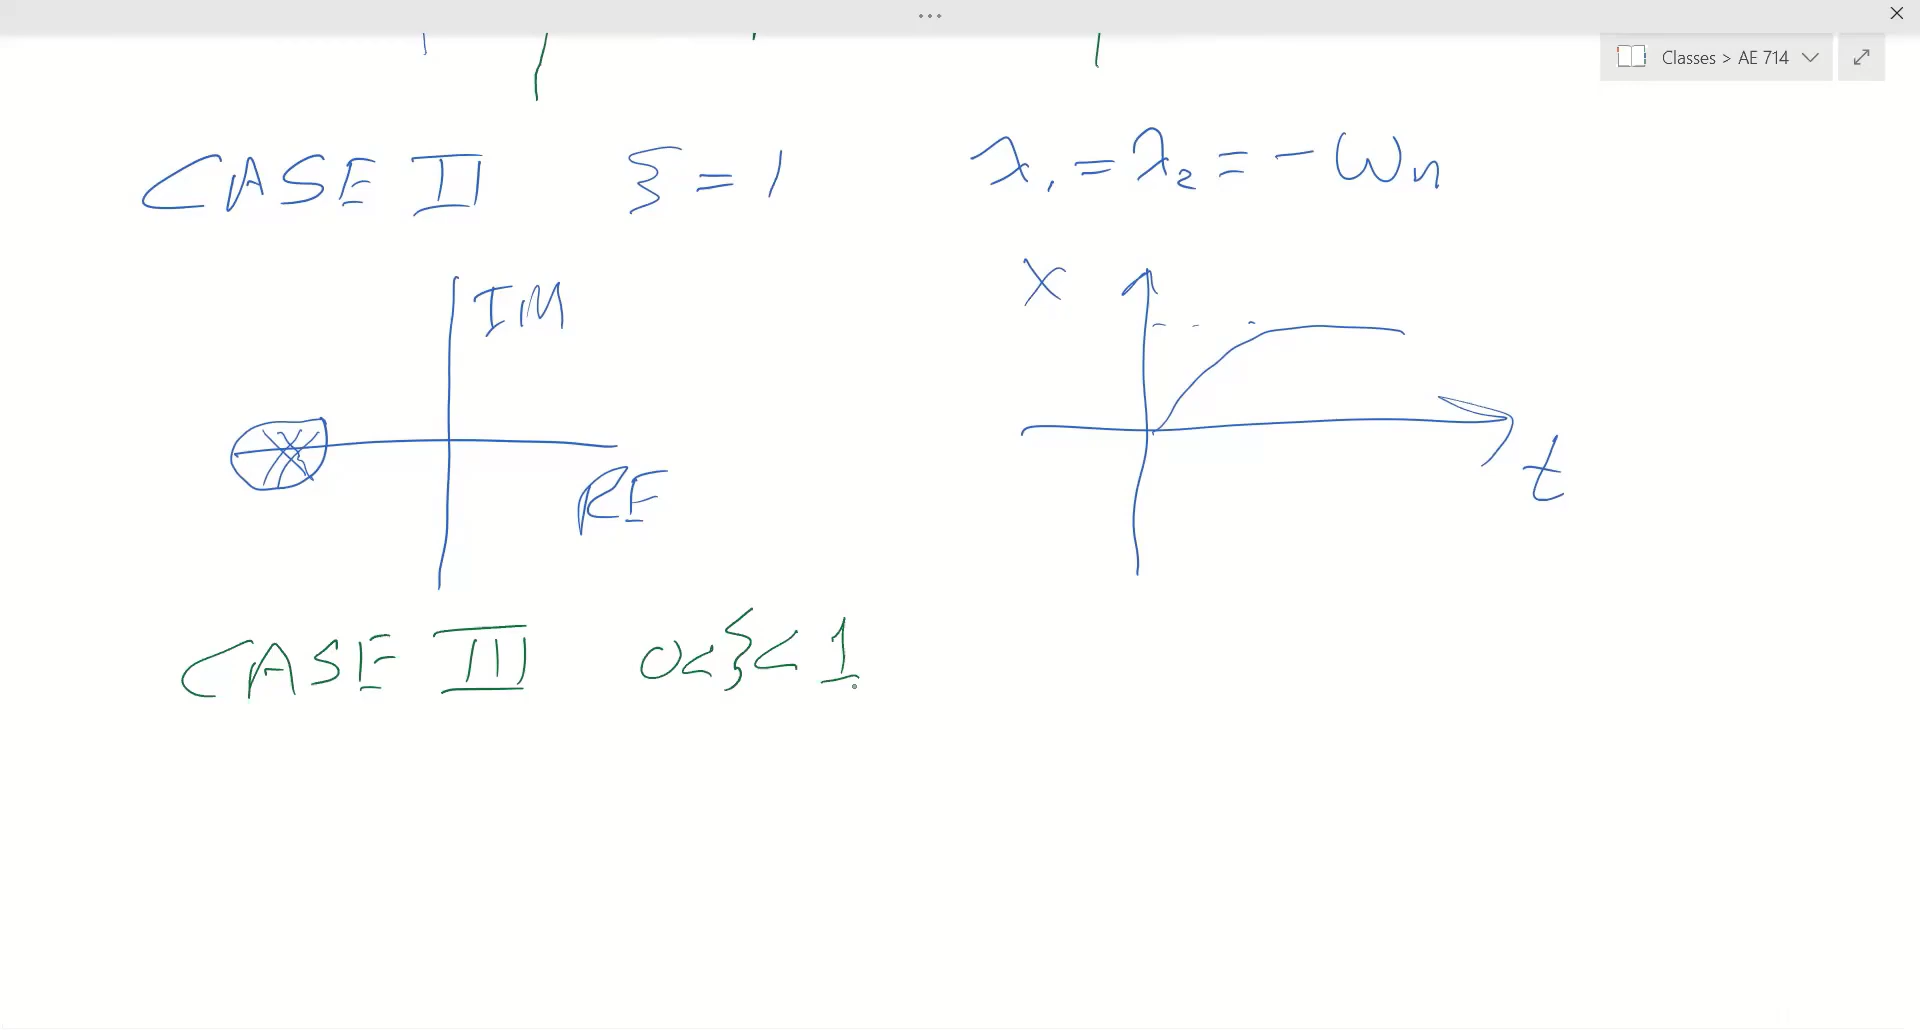 Classes > AE 714
CASE II ξ = 1 λ₁ = λ₂ = -ωn
IM
X
RE
t
CASE III 0<ξ<1